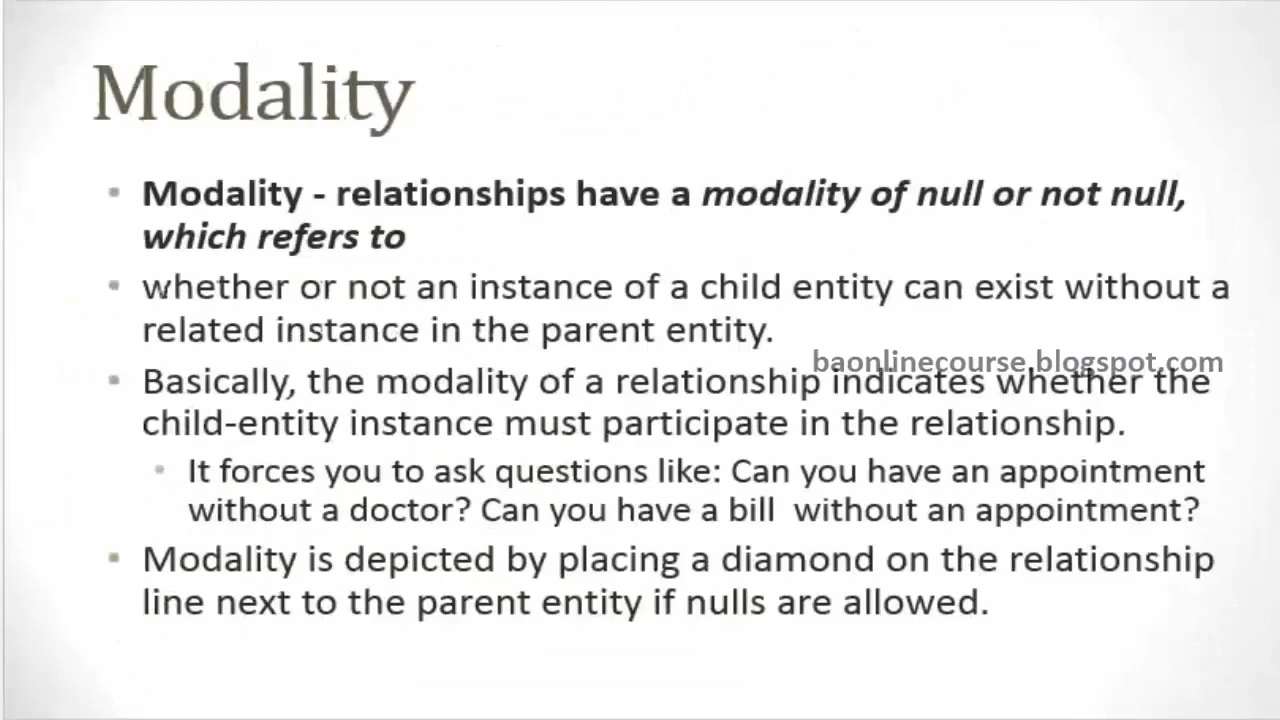 Modality
Modality - relationships have a modality of null or not null,
which refers to
whether or not an instance of a child entity can exist without a
related instance in the parent entity.
baonlinecourse.blogspot.com
Basically, the modality of a relationship indicates whether the
child-entity instance must participate in the relationship.
It forces you to ask questions like: Can you have an appointment
without a doctor? Can you have a bill  without an appointment?
Modality is depicted by placing a diamond on the relationship
line next to the parent entity if nulls are allowed.